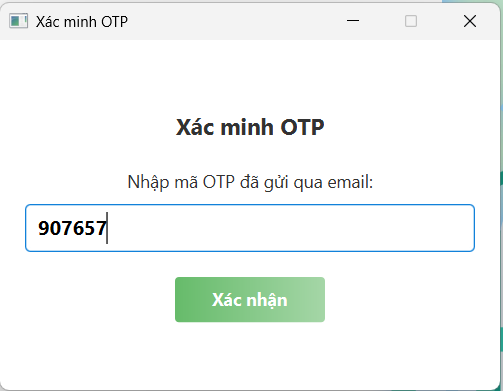 Xác minh OTP
Xác minh OTP
Nhập mã OTP đã gửi qua email:
907657
Xác nhận